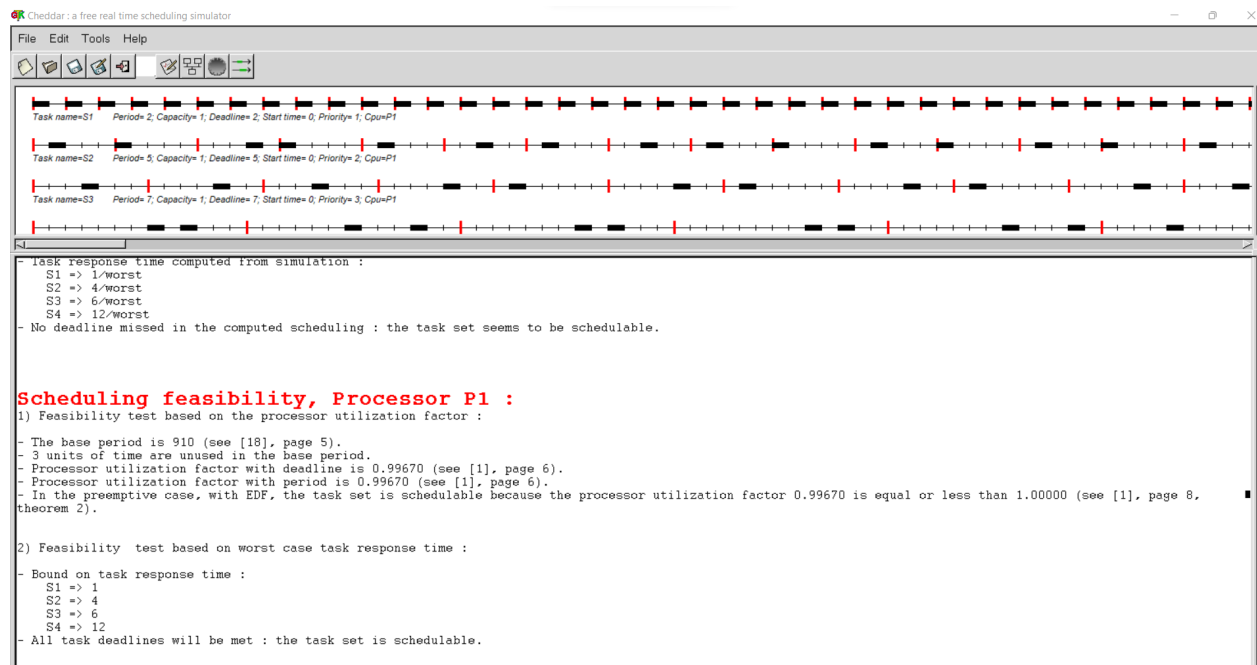 Cheddar : a free real time scheduling simulator
File Edit Tools Help
Task name=S1 Period= 2; Capacity= 1; Deadline= 2; Start time= 0; Priority= 1; Cpu=P1
Task name=S2 Period= 5; Capacity= 1; Deadline= 5; Start time= 0; Priority= 2; Cpu=P1
Task name=S3 Period= 7; Capacity= 1; Deadline= 7; Start time= 0; Priority= 3; Cpu=P1
- Task response time computed from simulation :
S1 => 1/worst
S2 => 4/worst
S3 => 6/worst
S4 => 12/worst
- No deadline missed in the computed scheduling : the task set seems to be schedulable.
Scheduling feasibility, Processor P1 :
1) Feasibility test based on the processor utilization factor :
- The base period is 910 (see [18], page 5).
- 3 units of time are unused in the base period.
- Processor utilization factor with deadline is 0.99670 (see [1], page 6).
- Processor utilization factor with period is 0.99670 (see [1], page 6).
- In the preemptive case, with EDF, the task set is schedulable because the processor utilization factor 0.99670 is equal or less than 1.00000 (see [1], page 8,
theorem 2).
2) Feasibility test based on worst case task response time :
- Bound on task response time :
S1 => 1
S2 => 4
S3 => 6
S4 => 12
- All task deadlines will be met : the task set is schedulable.